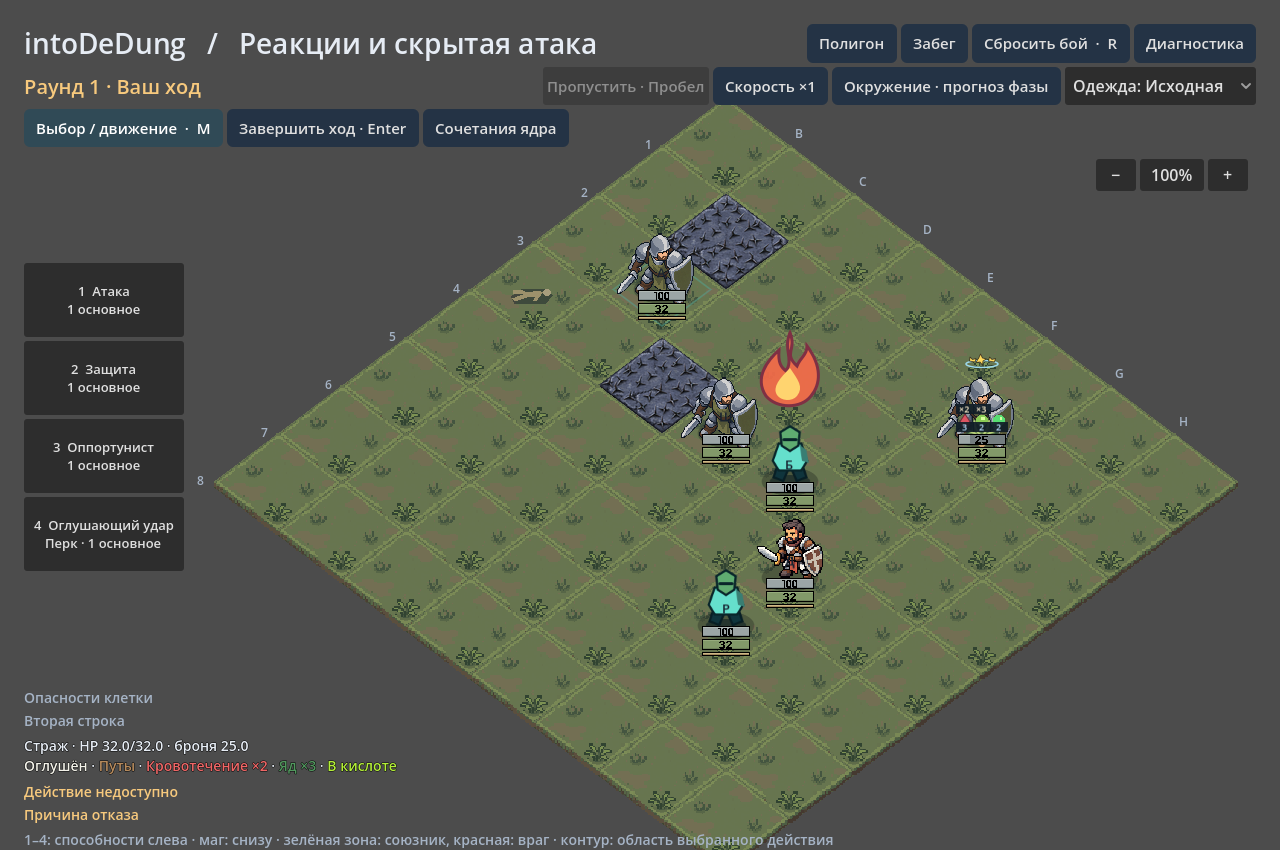 intoDeDung / Реакции и скрытая атака
Полигон
Забег
Сбросить бой · R
Диагностика
Раунд 1 · Ваш ход
Пропустить · Пробел
Скорость ×1
Окружение · прогноз фазы
Одежда: Исходная
Выбор / движение · M
Завершить ход · Enter
Сочетания ядра
− 100% +
1
2
3
4
5
6
7
8
B
C
D
E
F
G
H
1 Атака
1 основное
2 Защита
1 основное
3 Оппортунист
1 основное
4 Оглушающий удар
Перк · 1 основное
100
32
100
32
×2 ×3
3 2 2
25
32
Б
100
32
100
32
Р
100
32
Опасности клетки
Вторая строка
Страж · HP 32.0/32.0 · броня 25.0
Оглушён · Путы · Кровотечение ×2 · Яд ×3 · В кислоте
Действие недоступно
Причина отказа
1–4: способности слева · маг: снизу · зелёная зона: союзник, красная: враг · контур: область выбранного действия